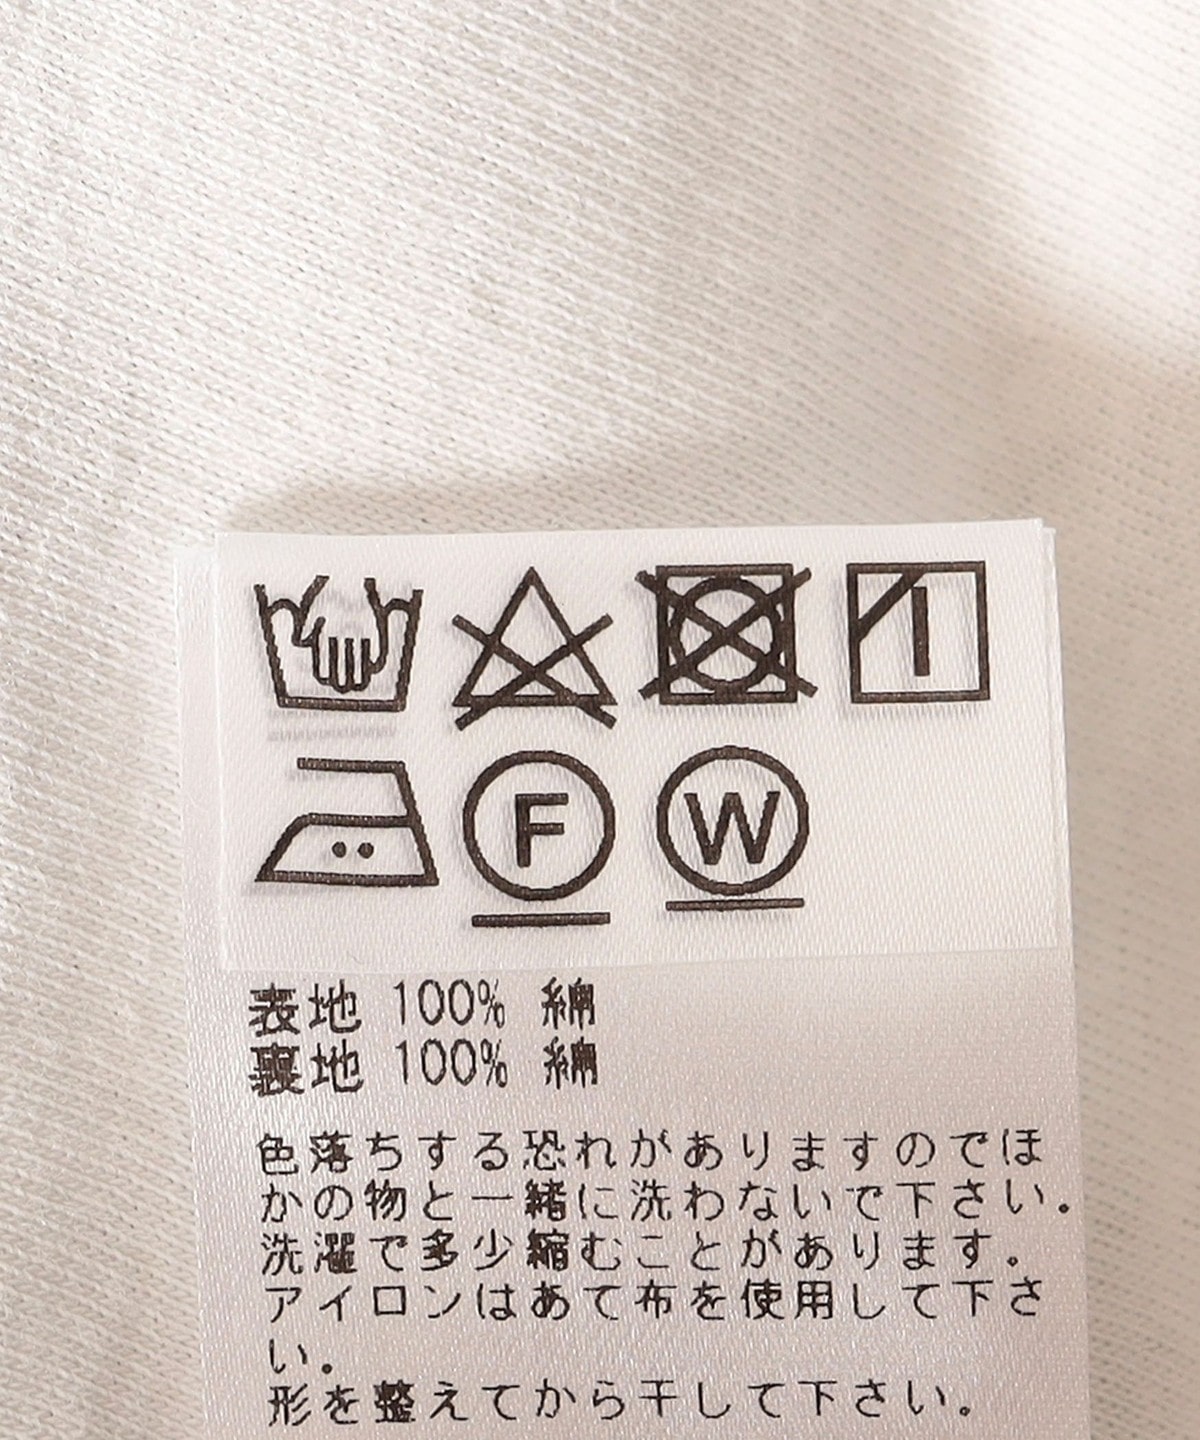 F W
表地 100% 綿
裏地 100% 綿
色落ちする恐れがありますのでほ
かの物と一緒に洗わないで下さい。
洗濯で多少縮むことがあります。
アイロンはあて布を使用して下さ
い。
形を整えてから干して下さい。